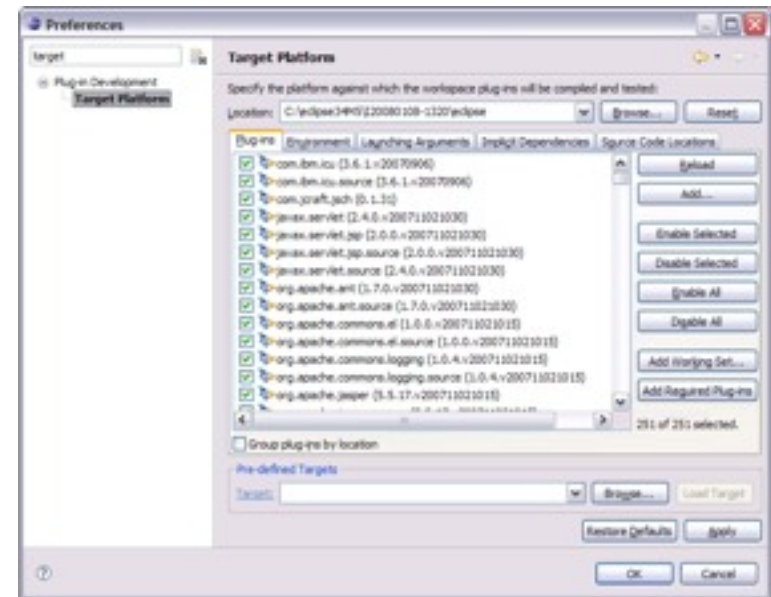 Preferences
target
Plug-in Development
Target Platform
Target Platform
Specify the platform against which the workspace plug-ins will be compiled and tested:
Location: C:\eclipse34M5\I20080108-1320\eclipse Browse... Reset
Plug-ins Environment Launching Arguments Implicit Dependencies Source Code Locations
com.ibm.icu (3.6.1.v20070906)
com.ibm.icu.source (3.6.1.v20070906)
com.jcraft.jsch (0.1.31)
javax.servlet (2.4.0.v200711021030)
javax.servlet.jsp (2.0.0.v200711021030)
javax.servlet.jsp.source (2.0.0.v200711021030)
javax.servlet.source (2.4.0.v200711021030)
org.apache.ant (1.7.0.v200711021030)
org.apache.ant.source (1.7.0.v200711021030)
org.apache.commons.el (1.0.0.v200711021015)
org.apache.commons.el.source (1.0.0.v200711021015)
org.apache.commons.logging (1.0.4.v200711021015)
org.apache.commons.logging.source (1.0.4.v200711021015)
org.apache.jasper (5.5.17.v200711021015)
Reload
Add...
Enable Selected
Disable Selected
Enable All
Disable All
Add Working Set...
Add Required Plug-ins
251 of 251 selected.
Group plug-ins by location
Pre-defined Targets
Target: Browse... Load Target
Restore Defaults Apply
OK Cancel